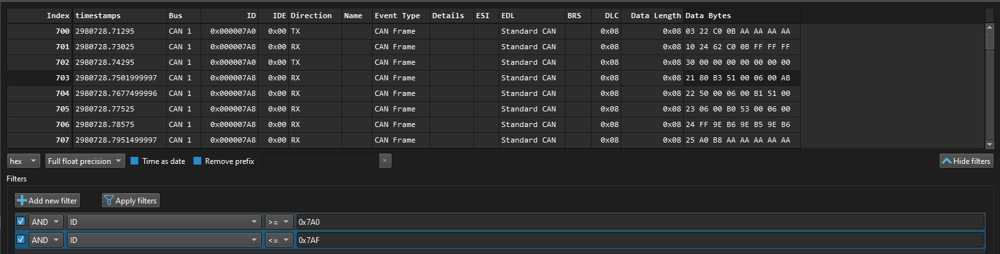 Index timestamps Bus ID IDE Direction Name Event Type Details ESI EDL BRS DLC Data Length Data Bytes
700 2980728.71295 CAN 1 0x000007A0 0x00 TX CAN Frame Standard CAN 0x08 0x08 03 22 C0 0B AA AA AA AA
701 2980728.73025 CAN 1 0x000007A8 0x00 RX CAN Frame Standard CAN 0x08 0x08 10 24 62 C0 0B FF FF FF
702 2980728.74295 CAN 1 0x000007A0 0x00 TX CAN Frame Standard CAN 0x08 0x08 30 00 00 00 00 00 00 00
703 2980728.7501999997 CAN 1 0x000007A8 0x00 RX CAN Frame Standard CAN 0x08 0x08 21 80 B3 51 00 06 00 AB
704 2980728.7677499996 CAN 1 0x000007A8 0x00 RX CAN Frame Standard CAN 0x08 0x08 22 50 00 06 00 B1 51 00
705 2980728.77525 CAN 1 0x000007A8 0x00 RX CAN Frame Standard CAN 0x08 0x08 23 06 00 B0 53 00 06 00
706 2980728.78575 CAN 1 0x000007A8 0x00 RX CAN Frame Standard CAN 0x08 0x08 24 FF 9E B6 9E B5 9E B6
707 2980728.7951499997 CAN 1 0x000007A8 0x00 RX CAN Frame Standard CAN 0x08 0x08 25 A0 B8 AA AA AA AA AA
hex Full float precision Time as date Remove prefix Hide filters
Filters
Add new filter Apply filters
AND ID >= 0x7A0
AND ID <= 0x7AF